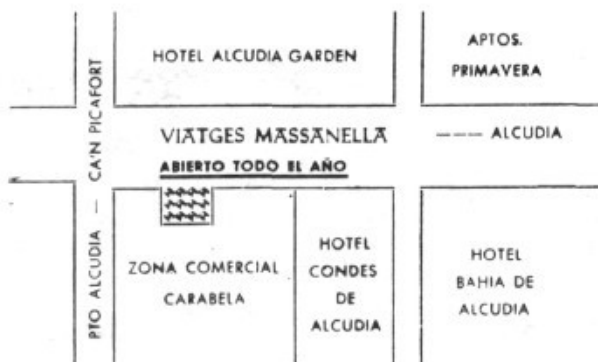 HOTEL ALCUDIA GARDEN
APTOS.
PRIMAVERA
PTO ALCUDIA — CA'N PICAFORT
VIATGES MASSANELLA
--- ALCUDIA
ABIERTO TODO EL AÑO
ZONA COMERCIAL
CARABELA
HOTEL
CONDES
DE
ALCUDIA
HOTEL
BAHIA DE
ALCUDIA